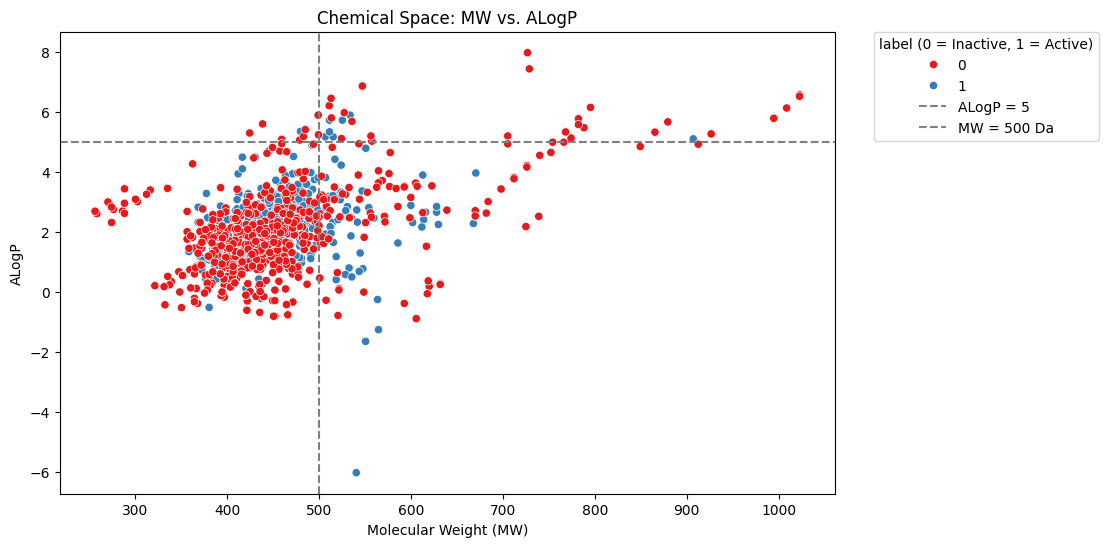 Chemical Space: MW vs. ALogP
label (0 = Inactive, 1 = Active)
0
1
ALogP = 5
MW = 500 Da
ALogP
8
6
4
2
0
−2
−4
−6
300 400 500 600 700 800 900 1000
Molecular Weight (MW)